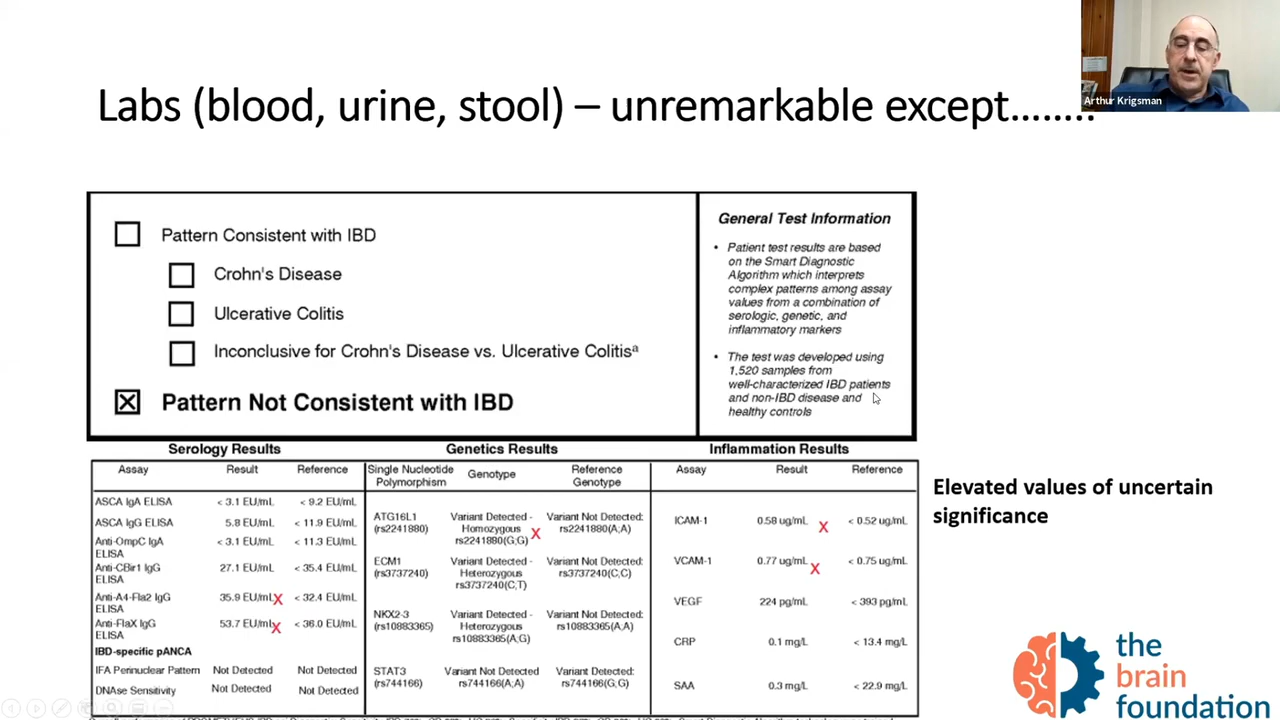 Arthur Krigsman
Labs (blood, urine, stool) – unremarkable except……..
Pattern Consistent with IBD
Crohn's Disease
Ulcerative Colitis
Inconclusive for Crohn's Disease vs. Ulcerative Colitisᵃ
Pattern Not Consistent with IBD
General Test Information
• Patient test results are based
on the Smart Diagnostic
Algorithm which interprets
complex patterns among assay
values from a combination of
serologic, genetic, and
inflammatory markers
• The test was developed using
1,520 samples from
well-characterized IBD patients
and non-IBD disease and
healthy controls
Serology Results
Assay Result Reference
ASCA IgA ELISA < 3.1 EU/mL < 9.2 EU/mL
ASCA IgG ELISA 5.8 EU/mL < 11.9 EU/mL
Anti-OmpC IgA < 3.1 EU/mL < 11.3 EU/mL
ELISA
Anti-CBir1 IgG 27.1 EU/mL < 35.4 EU/mL
ELISA
Anti-A4-Fla2 IgG 35.9 EU/mL X < 32.4 EU/mL
ELISA
Anti-FlaX IgG 53.7 EU/mL X < 36.0 EU/mL
ELISA
IBD-specific pANCA
IFA Perinuclear Pattern Not Detected Not Detected
DNAse Sensitivity Not Detected Not Detected
Genetics Results
Single Nucleotide Genotype Reference
Polymorphism Genotype
ATG16L1 Variant Detected - Variant Not Detected:
(rs2241880) Homozygous rs2241880(A;A)
rs2241880(G;G) X
ECM1 Variant Detected - Variant Not Detected:
(rs3737240) Heterozygous rs3737240(C,C)
rs3737240(C,T)
NKX2-3 Variant Detected - Variant Not Detected:
(rs10883365) Heterozygous rs10883365(A;A)
rs10883365(A,G)
STAT3 Variant Not Detected Variant Detected:
(rs744166) rs744166(A;A) rs744166(G;G)
Inflammation Results
Assay Result Reference
ICAM-1 0.58 ug/mL X < 0.52 ug/mL
VCAM-1 0.77 ug/mL X < 0.75 ug/mL
VEGF 224 pg/mL < 393 pg/mL
CRP 0.1 mg/L < 13.4 mg/L
SAA 0.3 mg/L < 22.9 mg/L
Elevated values of uncertain
significance
the
brain
foundation